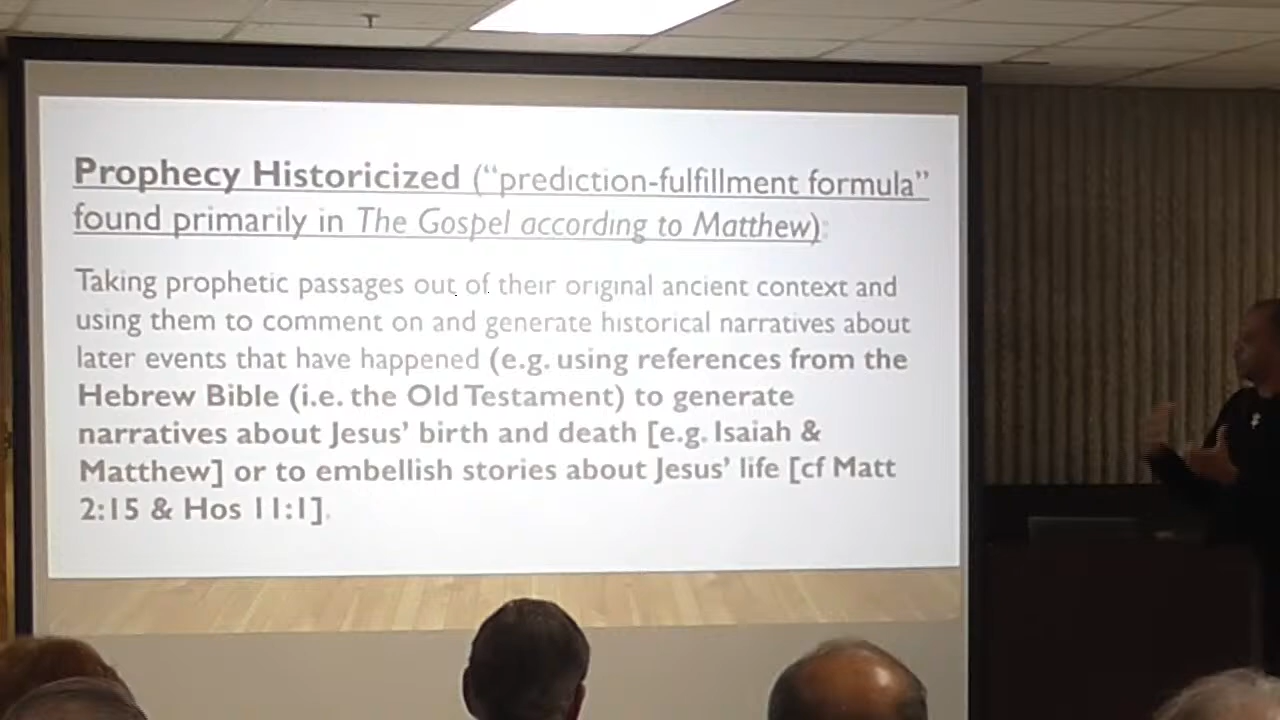 Prophecy Historicized (“prediction-fulfillment formula”
found primarily in The Gospel according to Matthew):
Taking prophetic passages out of their original ancient context and
using them to comment on and generate historical narratives about
later events that have happened (e.g. using references from the
Hebrew Bible (i.e. the Old Testament) to generate
narratives about Jesus’ birth and death [e.g. Isaiah &
Matthew] or to embellish stories about Jesus’ life [cf Matt
2:15 & Hos 11:1].